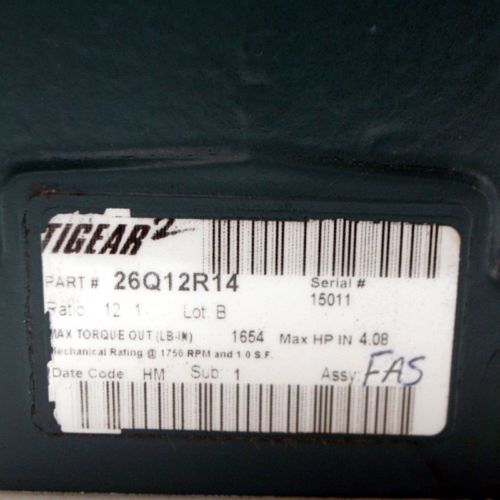 TIGEAR 2
PART # 26Q12R14 Serial #
15011
Ratio: 12 1 Lot: B
MAX TORQUE OUT (LB-IN) 1654 Max HP IN 4.08
Mechanical Rating @ 1750 RPM and 1.0 S.F.
Date Code HM Sub: 1 Assy: FAS